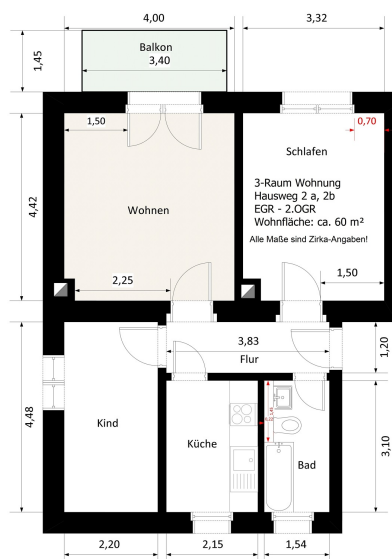 4,00
3,32
1,45
Balkon
3,40
1,50
0,70
Schlafen
4,42
Wohnen
3-Raum Wohnung
Hausweg 2 a, 2b
EGR - 2.OGR
Wohnfläche: ca. 60 m²
Alle Maße sind Zirka-Angaben!
2,25
1,50
3,83
Flur
1,20
4,48
Kind
Küche
Bad
3,10
2,20
2,15
1,54